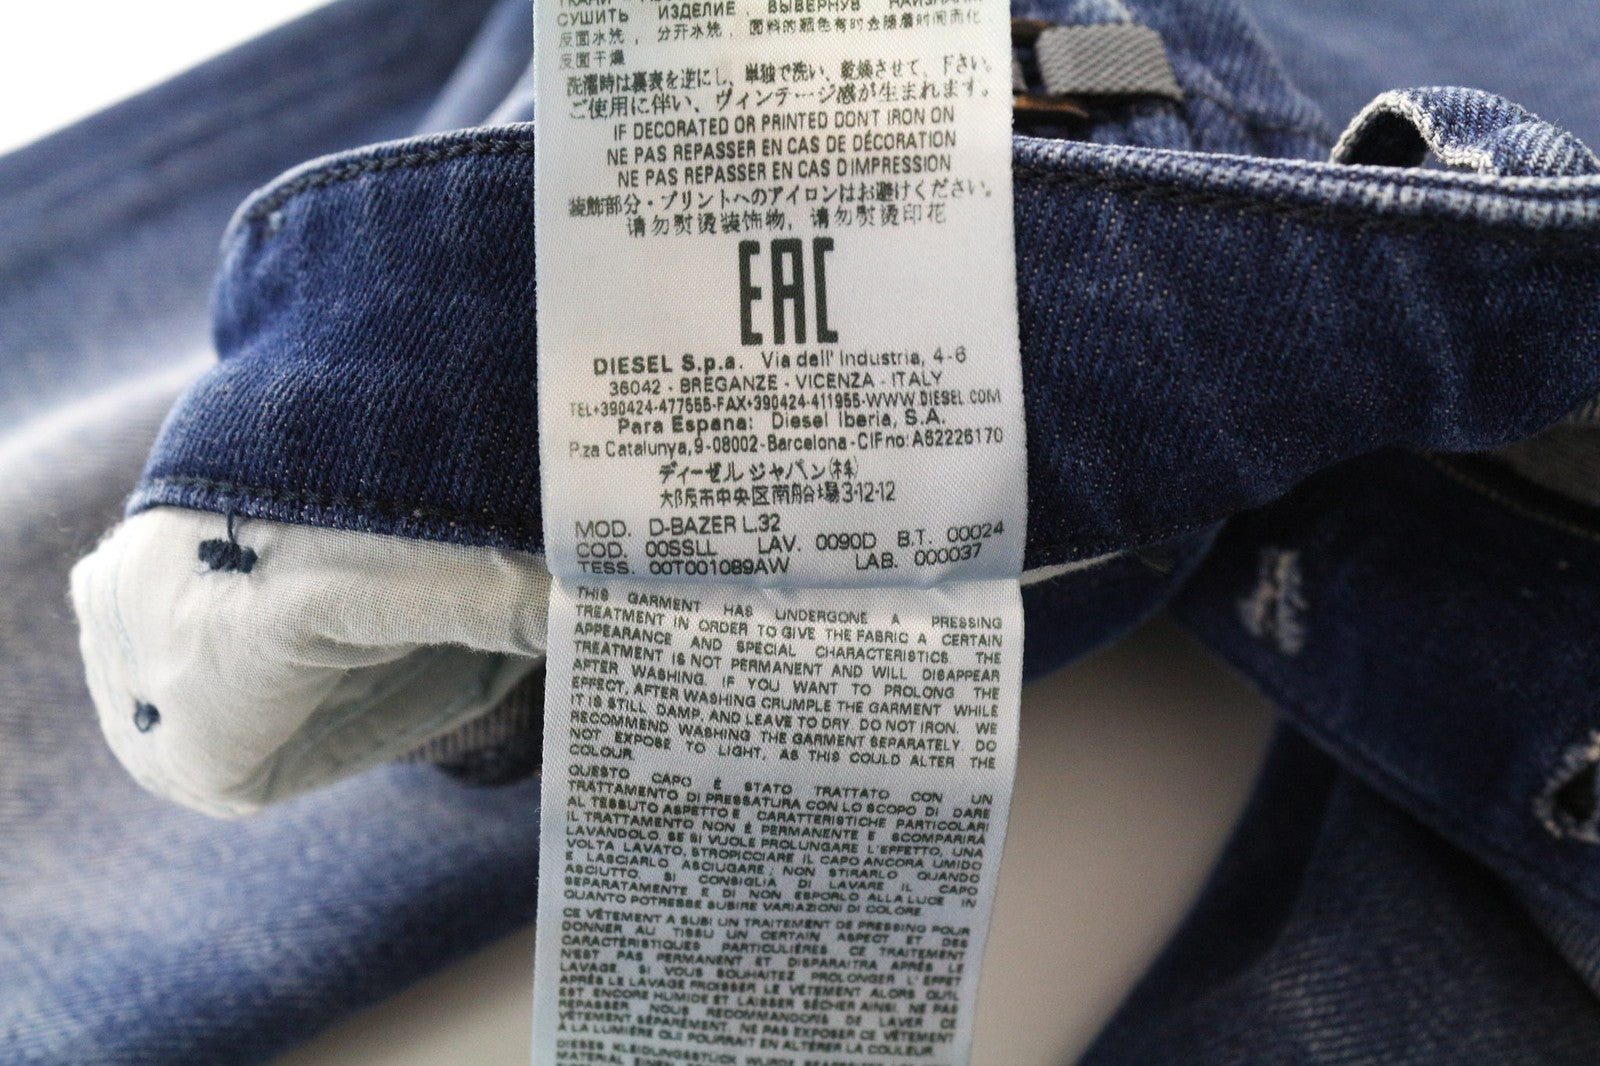 СУШИТЬ ИЗДЕЛИЕ, ВЫВЕРНУВ
反面水洗，分开水洗，面料的颜色有时会随着时间而化
反面干燥
洗濯時は裏表を逆にし、単独で洗い、乾燥させて、下さい。
ご使用に伴い、ヴィンテージ感が生まれます。
IF DECORATED OR PRINTED DON'T IRON ON
NE PAS REPASSER EN CAS DE DÉCORATION
NE PAS REPASSER EN CAS D'IMPRESSION
装飾部分・プリントへのアイロンはお避けください。
请勿熨烫装饰物，请勿熨烫印花
EAC
DIESEL S.p.a. Via dell' Industria, 4-6
36042 - BREGANZE - VICENZA - ITALY
TEL+390424-477555-FAX+390424-411955-WWW.DIESEL.COM
Para Espana: Diesel Iberia, S.A.
P.za Catalunya,9-08002-Barcelona-CIFno:A62226170
ディーゼル ジャパン(株)
大阪市中央区南船場3-12-12
MOD. D-BAZER L.32
COD. 00SSLL LAV. 0090D B.T. 00024
TESS. 00T001089AW LAB. 000037
THIS GARMENT HAS UNDERGONE A PRESSING
TREATMENT IN ORDER TO GIVE THE FABRIC A CERTAIN
APPEARANCE AND SPECIAL CHARACTERISTICS. THE
TREATMENT IS NOT PERMANENT AND WILL DISAPPEAR
AFTER WASHING. IF YOU WANT TO PROLONG THE
EFFECT, AFTER WASHING CRUMPLE THE GARMENT WHILE
IT IS STILL DAMP, AND LEAVE TO DRY. DO NOT IRON. WE
RECOMMEND WASHING THE GARMENT SEPARATELY. DO
NOT EXPOSE TO LIGHT, AS THIS COULD ALTER THE
COLOUR.
QUESTO CAPO È STATO TRATTATO CON UN
TRATTAMENTO DI PRESSATURA CON LO SCOPO DI DARE
AL TESSUTO ASPETTO E CARATTERISTICHE PARTICOLARI
IL TRATTAMENTO NON È PERMANENTE E SCOMPARIRÀ
LAVANDOLO. SE SI VUOLE PROLUNGARE L'EFFETTO, UNA
VOLTA LAVATO, STROPICCIARE IL CAPO ANCORA UMIDO
E LASCIARLO ASCIUGARE; NON STIRARLO QUANDO
ASCIUTTO. SI CONSIGLIA DI LAVARE IL CAPO
SEPARATAMENTE E DI NON ESPORLO ALLA LUCE IN
QUANTO POTREBBE SUBIRE VARIAZIONI DI COLORE.
CE VÊTEMENT A SUBI UN TRAITEMENT DE PRESSING POUR
DONNER AU TISSU UN CERTAIN ASPECT ET DES
CARACTÉRISTIQUES PARTICULIÈRES CE TRAITEMENT
N'EST PAS PERMANENT ET DISPARAITRA APRÈS LE
LAVAGE. SI VOUS SOUHAITEZ PROLONGER L'EFFET
APRÈS LE LAVAGE FROISSER LE VÊTEMENT ALORS QU'IL
EST ENCORE HUMIDE ET LAISSER SÉCHER AINSI. NE PAS
REPASSER NOUS RECOMMANDONS DE LAVER CE
VÊTEMENT SÉPARÉMENT. NE PAS EXPOSER CE VÊTEMENT
À LA LUMIÈRE QUI POURRAIT EN ALTÉRER LA COULEUR.
DIESES KLEIDUNGSSTÜCK WURDE
MATERIAL EINEN